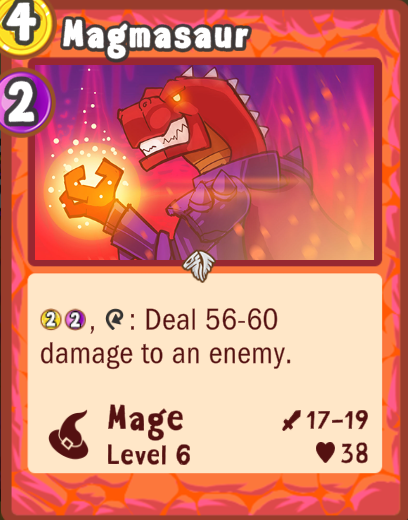 4
Magmasaur
2
2 2, : Deal 56-60
damage to an enemy.
Mage
17-19
Level 6
38